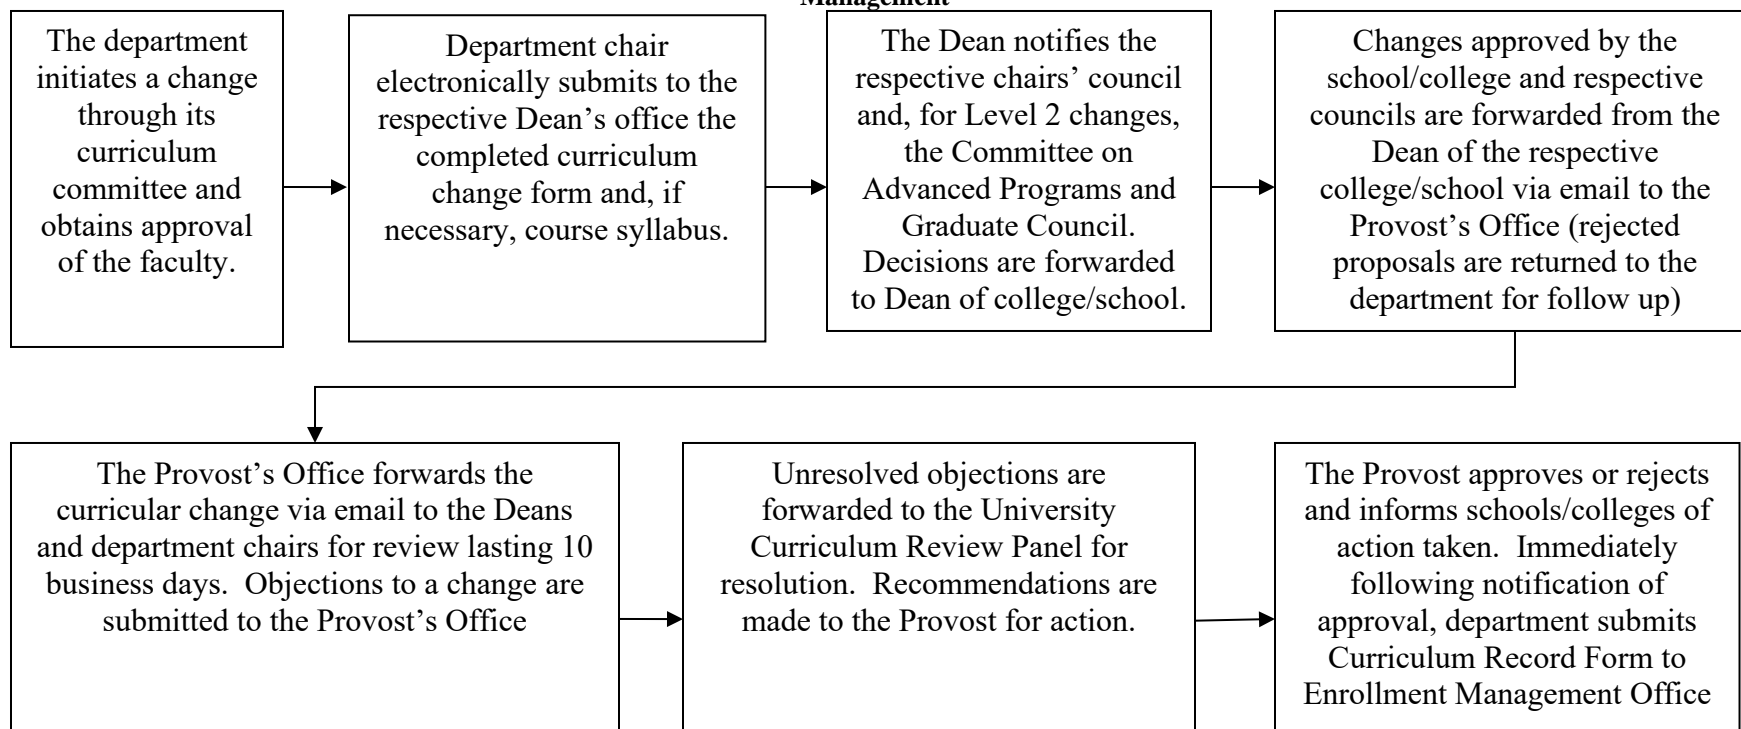 Management
The department
initiates a change
through its
curriculum
committee and
obtains approval
of the faculty.
Department chair
electronically submits to the
respective Dean’s office the
completed curriculum
change form and, if
necessary, course syllabus.
The Dean notifies the
respective chairs’ council
and, for Level 2 changes,
the Committee on
Advanced Programs and
Graduate Council.
Decisions are forwarded
to Dean of college/school.
Changes approved by the
school/college and respective
councils are forwarded from the
Dean of the respective
college/school via email to the
Provost’s Office (rejected
proposals are returned to the
department for follow up)
The Provost’s Office forwards the
curricular change via email to the Deans
and department chairs for review lasting 10
business days.  Objections to a change are
submitted to the Provost’s Office
Unresolved objections are
forwarded to the University
Curriculum Review Panel for
resolution.  Recommendations are
made to the Provost for action.
The Provost approves or rejects
and informs schools/colleges of
action taken.  Immediately
following notification of
approval, department submits
Curriculum Record Form to
Enrollment Management Office